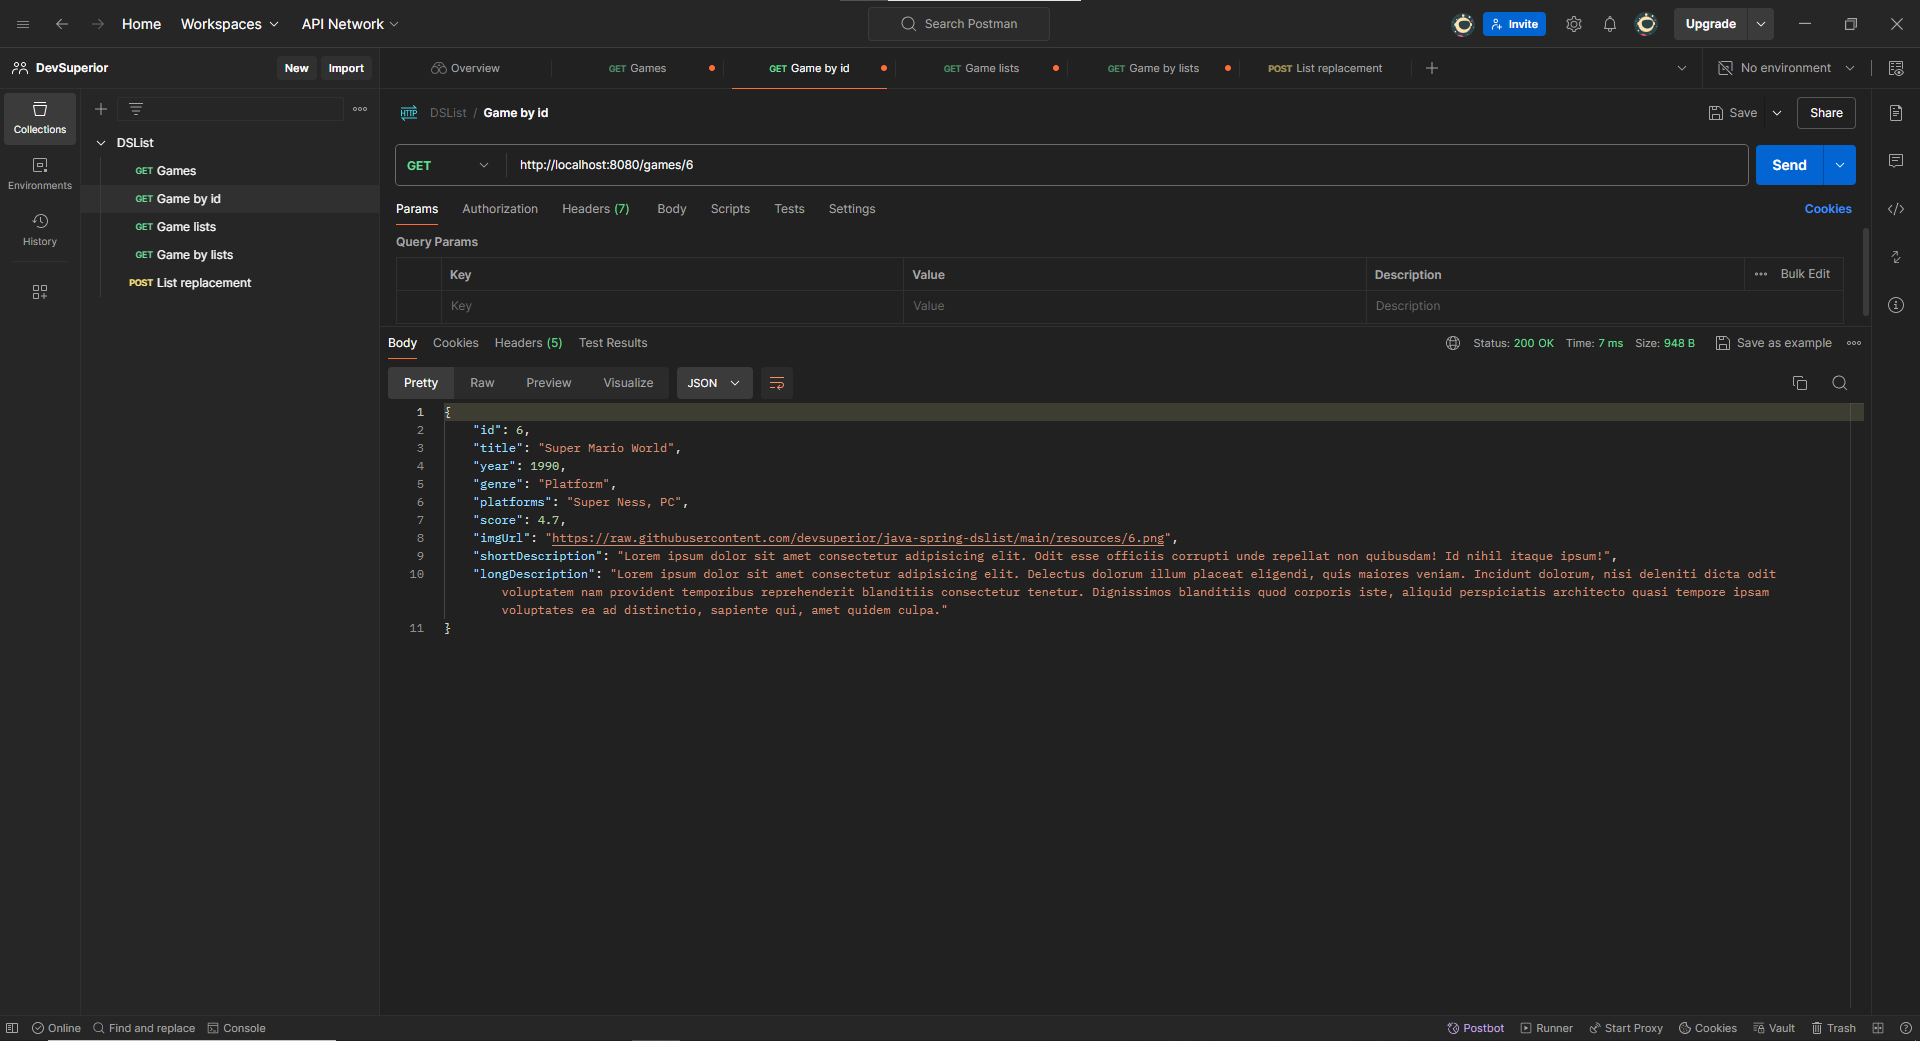 Home Workspaces API Network Search Postman Invite Upgrade
DevSuperior New Import Overview GET Games GET Game by id GET Game lists GET Game by lists POST List replacement No environment
Collections
Environments
History
DSList
GET Games
GET Game by id
GET Game lists
GET Game by lists
POST List replacement
HTTP DSList / Game by id Save Share
GET http://localhost:8080/games/6 Send
Params Authorization Headers (7) Body Scripts Tests Settings Cookies
Query Params
Key Value Description Bulk Edit
Key Value Description
Body Cookies Headers (5) Test Results Status: 200 OK Time: 7 ms Size: 948 B Save as example
Pretty Raw Preview Visualize JSON
1 {
2 "id": 6,
3 "title": "Super Mario World",
4 "year": 1990,
5 "genre": "Platform",
6 "platforms": "Super Ness, PC",
7 "score": 4.7,
8 "imgUrl": "https://raw.githubusercontent.com/devsuperior/java-spring-dslist/main/resources/6.png",
9 "shortDescription": "Lorem ipsum dolor sit amet consectetur adipisicing elit. Odit esse officiis corrupti unde repellat non quibusdam! Id nihil itaque ipsum!",
10 "longDescription": "Lorem ipsum dolor sit amet consectetur adipisicing elit. Delectus dolorum illum placeat eligendi, quis maiores veniam. Incidunt dolorum, nisi deleniti dicta odit
voluptatem nam provident temporibus reprehenderit blanditiis consectetur tenetur. Dignissimos blanditiis quod corporis iste, aliquid perspiciatis architecto quasi tempore ipsam
voluptates ea ad distinctio, sapiente qui, amet quidem culpa."
11 }
Online Find and replace Console Postbot Runner Start Proxy Cookies Vault Trash